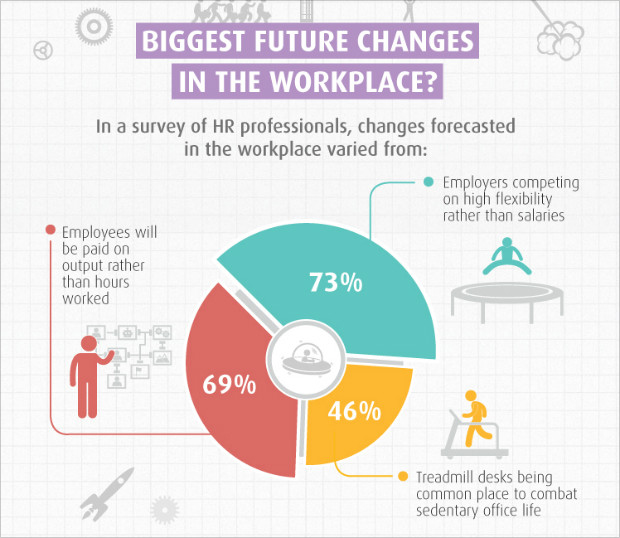 BIGGEST FUTURE CHANGES
IN THE WORKPLACE?
In a survey of HR professionals, changes forecasted
in the workplace varied from:
Employers competing
on high flexibility
rather than salaries
Employees will
be paid on
output rather
than hours
worked
73%
69%
46%
Treadmill desks being
common place to combat
sedentary office life